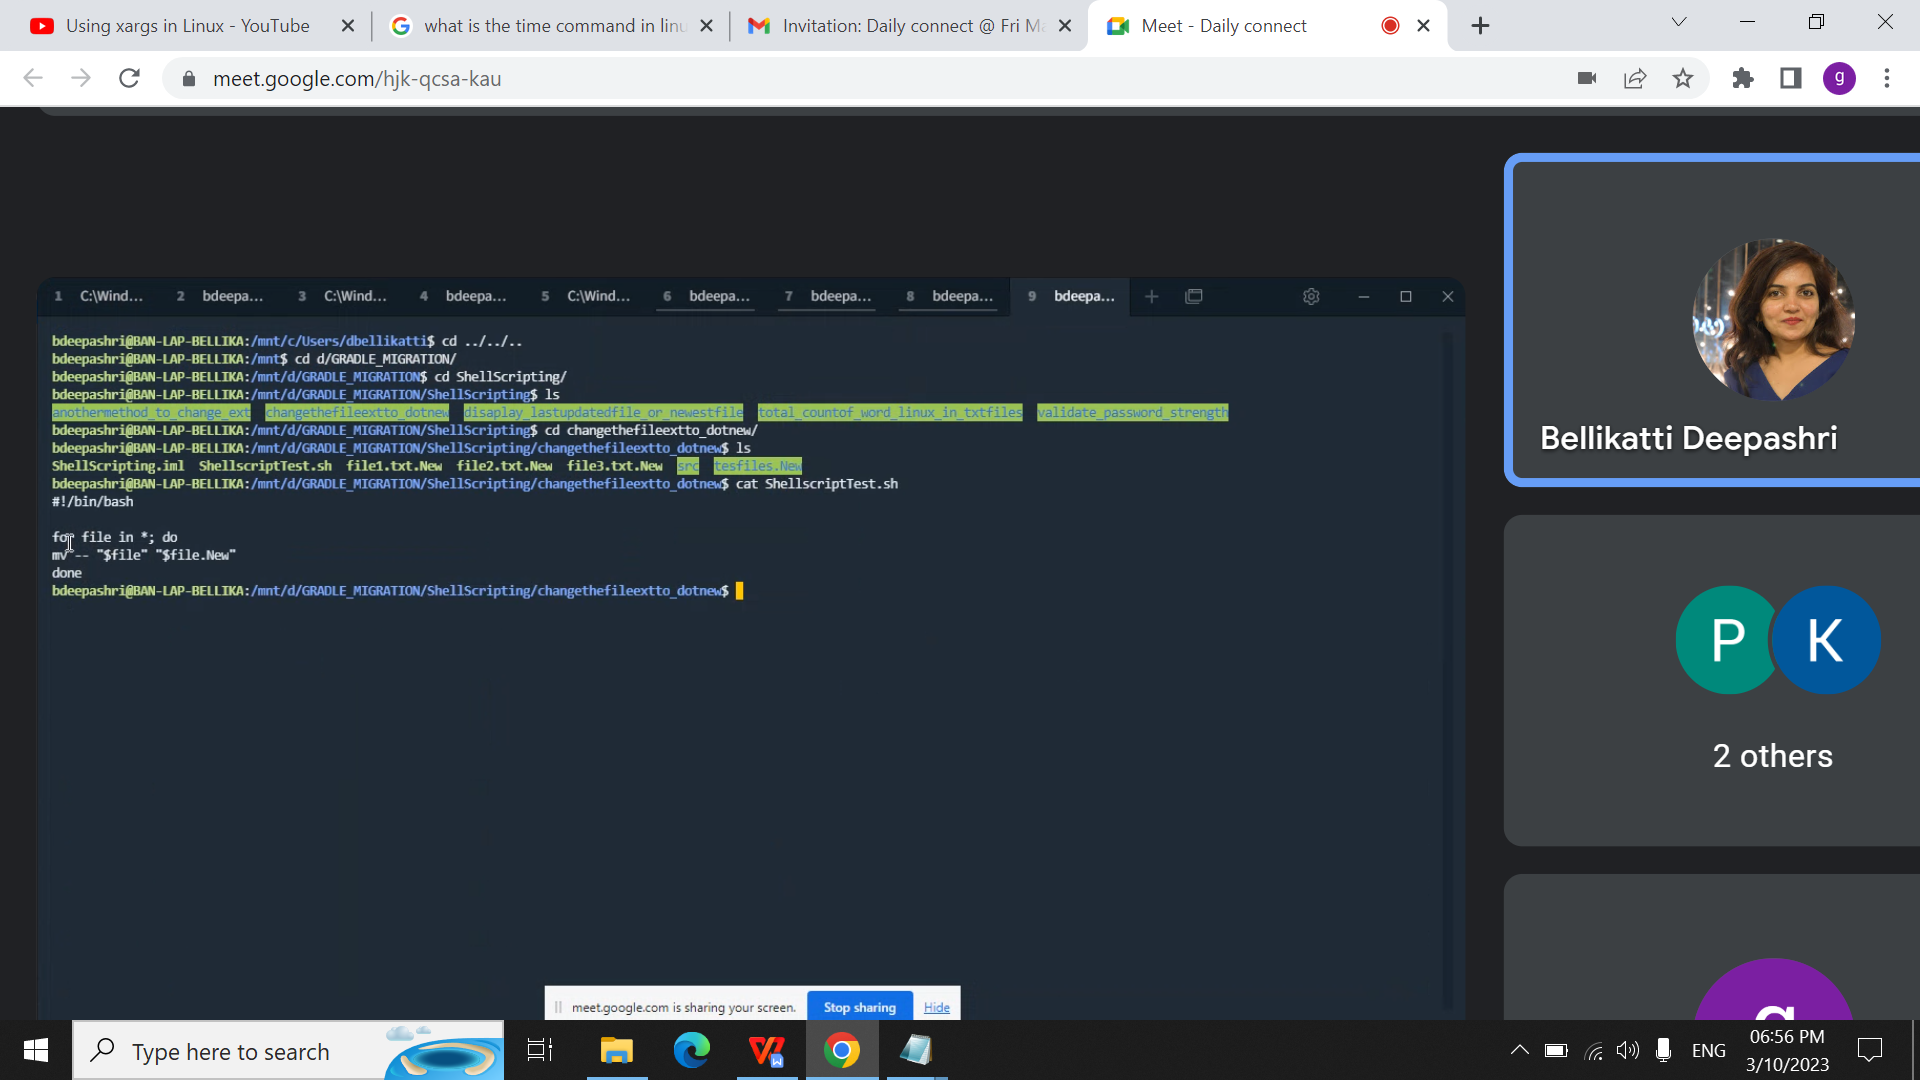 Using xargs in Linux - YouTube
what is the time command in linu
Invitation: Daily connect @ Fri Ma
Meet - Daily connect
meet.google.com/hjk-qcsa-kau
g
1 C:\Wind... 2 bdeepa... 3 C:\Wind... 4 bdeepa... 5 C:\Wind... 6 bdeepa... 7 bdeepa... 8 bdeepa... 9 bdeepa...
bdeepashri@BAN-LAP-BELLIKA:/mnt/c/Users/dbellikatti$ cd ../../..
bdeepashri@BAN-LAP-BELLIKA:/mnt$ cd d/GRADLE_MIGRATION/
bdeepashri@BAN-LAP-BELLIKA:/mnt/d/GRADLE_MIGRATION$ cd ShellScripting/
bdeepashri@BAN-LAP-BELLIKA:/mnt/d/GRADLE_MIGRATION/ShellScripting$ ls
anothermethod_to_change_ext changethefileextto_dotnew disaplay_lastupdatedfile_or_newestfile total_countof_word_linux_in_txtfiles validate_password_strength
bdeepashri@BAN-LAP-BELLIKA:/mnt/d/GRADLE_MIGRATION/ShellScripting$ cd changethefileextto_dotnew/
bdeepashri@BAN-LAP-BELLIKA:/mnt/d/GRADLE_MIGRATION/ShellScripting/changethefileextto_dotnew$ ls
ShellScripting.iml ShellscriptTest.sh file1.txt.New file2.txt.New file3.txt.New src tesfiles.New
bdeepashri@BAN-LAP-BELLIKA:/mnt/d/GRADLE_MIGRATION/ShellScripting/changethefileextto_dotnew$ cat ShellscriptTest.sh
#!/bin/bash
for file in *; do
mv -- "$file" "$file.New"
done
bdeepashri@BAN-LAP-BELLIKA:/mnt/d/GRADLE_MIGRATION/ShellScripting/changethefileextto_dotnew$
Bellikatti Deepashri
P K
2 others
g
meet.google.com is sharing your screen. Stop sharing Hide
Type here to search
ENG
06:56 PM
3/10/2023